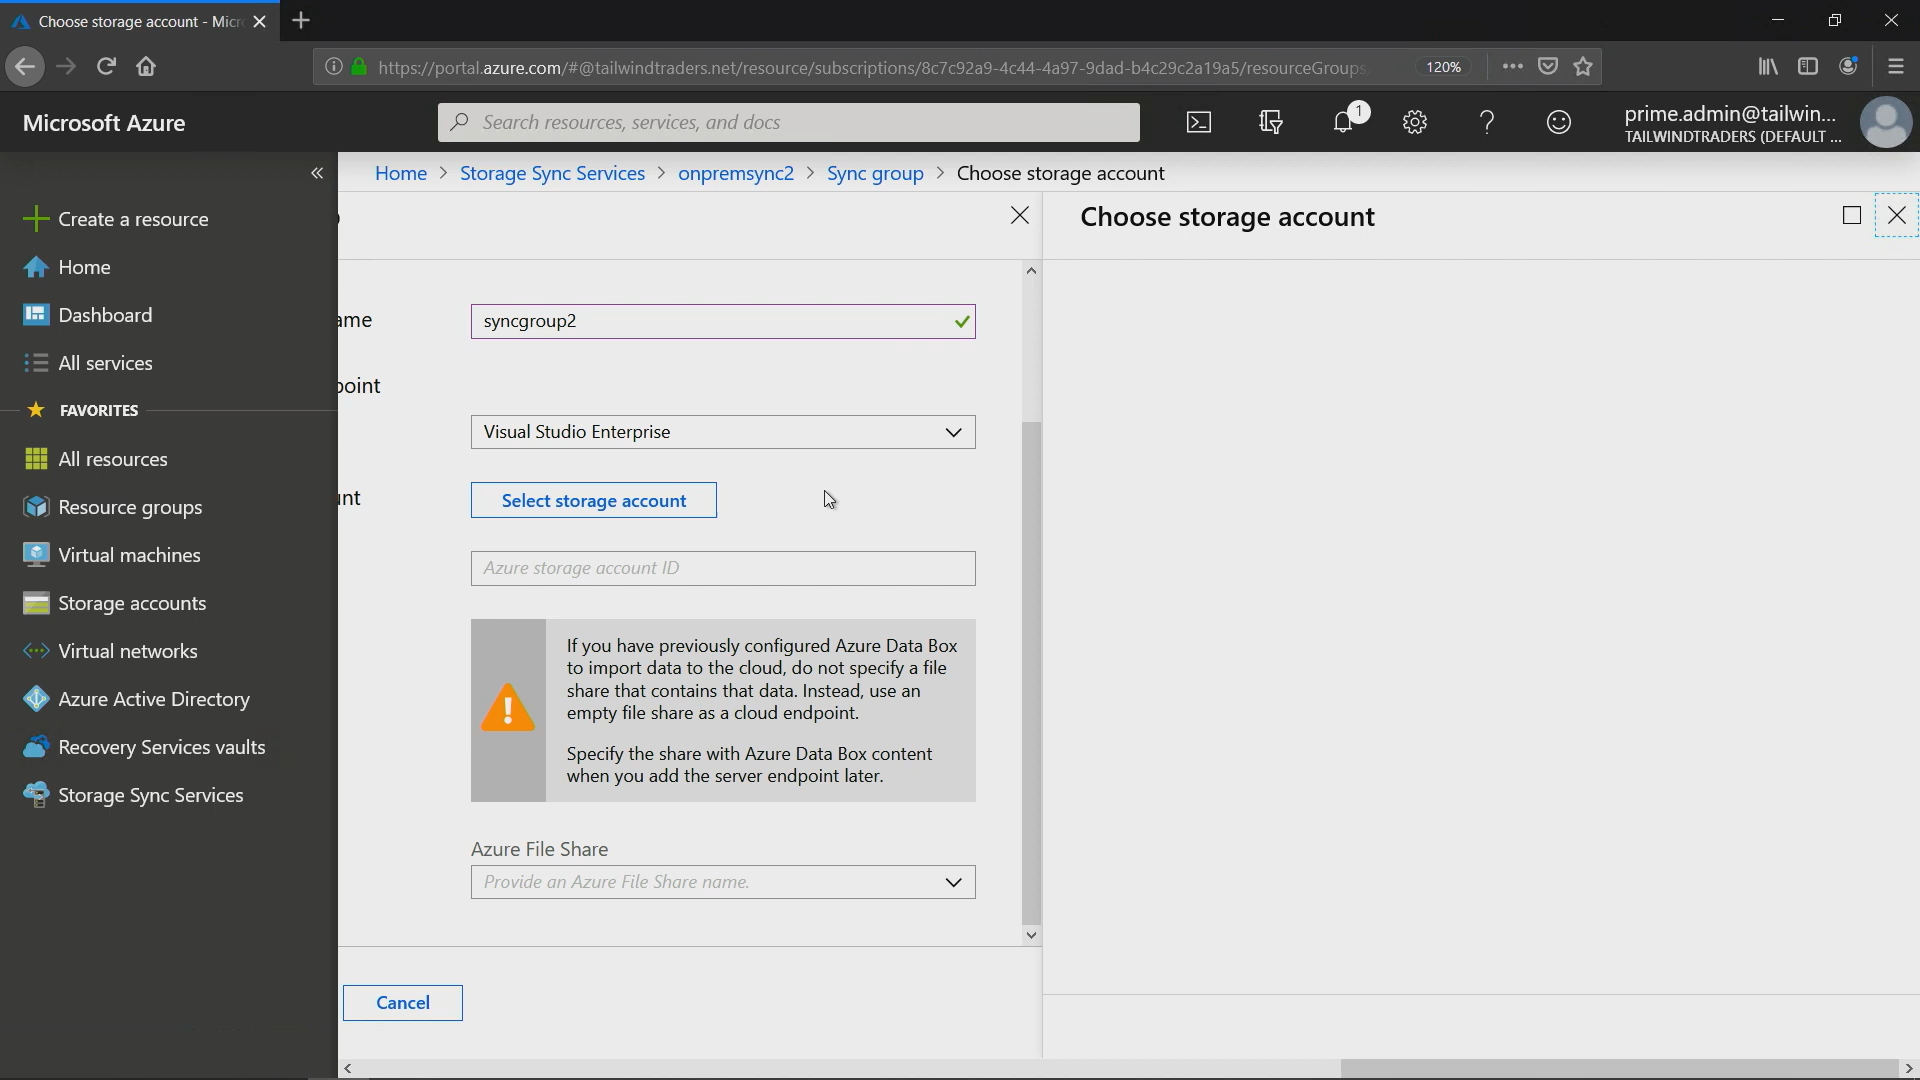 Choose storage account - Micr
https://portal.azure.com/#@tailwindtraders.net/resource/subscriptions/8c7c92a9-4c44-4a97-9dad-b4c29c2a19a5/resourceGroups
120%
Microsoft Azure
Search resources, services, and docs
1
prime.admin@tailwin...
TAILWINDTRADERS (DEFAULT ...
Home > Storage Sync Services > onpremsync2 > Sync group > Choose storage account
Create a resource
Home
Dashboard
All services
FAVORITES
All resources
Resource groups
Virtual machines
Storage accounts
Virtual networks
Azure Active Directory
Recovery Services vaults
Storage Sync Services
ame
syncgroup2
point
Visual Studio Enterprise
unt
Select storage account
Azure storage account ID
If you have previously configured Azure Data Box
to import data to the cloud, do not specify a file
share that contains that data. Instead, use an
empty file share as a cloud endpoint.
Specify the share with Azure Data Box content
when you add the server endpoint later.
Azure File Share
Provide an Azure File Share name.
Cancel
Choose storage account